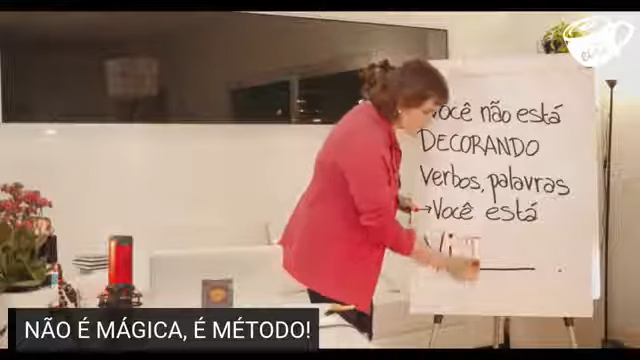 Você não está
DECORANDO
Verbos, palavras
→Você está
NÃO É MÁGICA, É MÉTODO!